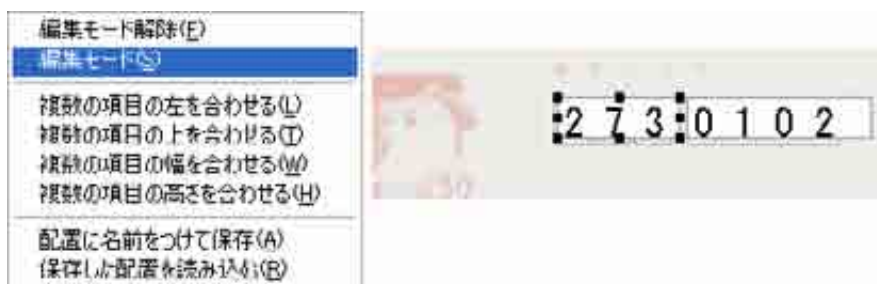 編集モード解除(E)
編集モード(S)
複数の項目の左を合わせる(L)
複数の項目の上を合わせる(T)
複数の項目の幅を合わせる(W)
複数の項目の高さを合わせる(H)
配置に名前をつけて保存(A)
保存した配置を読み込む(R)
2 7 3 0 1 0 2